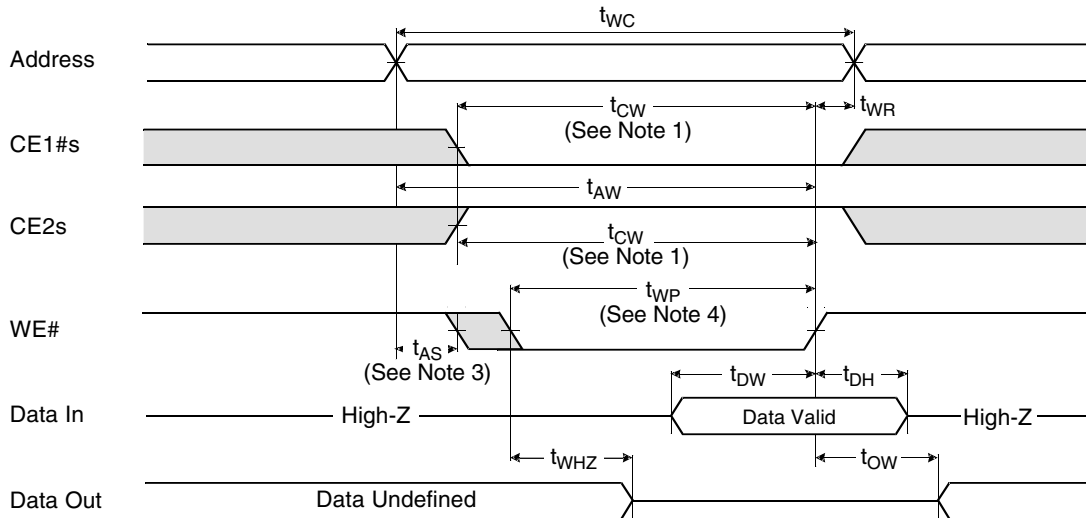 tWC
Address
tCW
(See Note 1)
tWR
CE1#s
tAW
CE2s
tCW
(See Note 1)
tWP
(See Note 4)
WE#
tAS
(See Note 3)
tDW
tDH
Data In
High-Z
Data Valid
High-Z
tWHZ
tOW
Data Out
Data Undefined